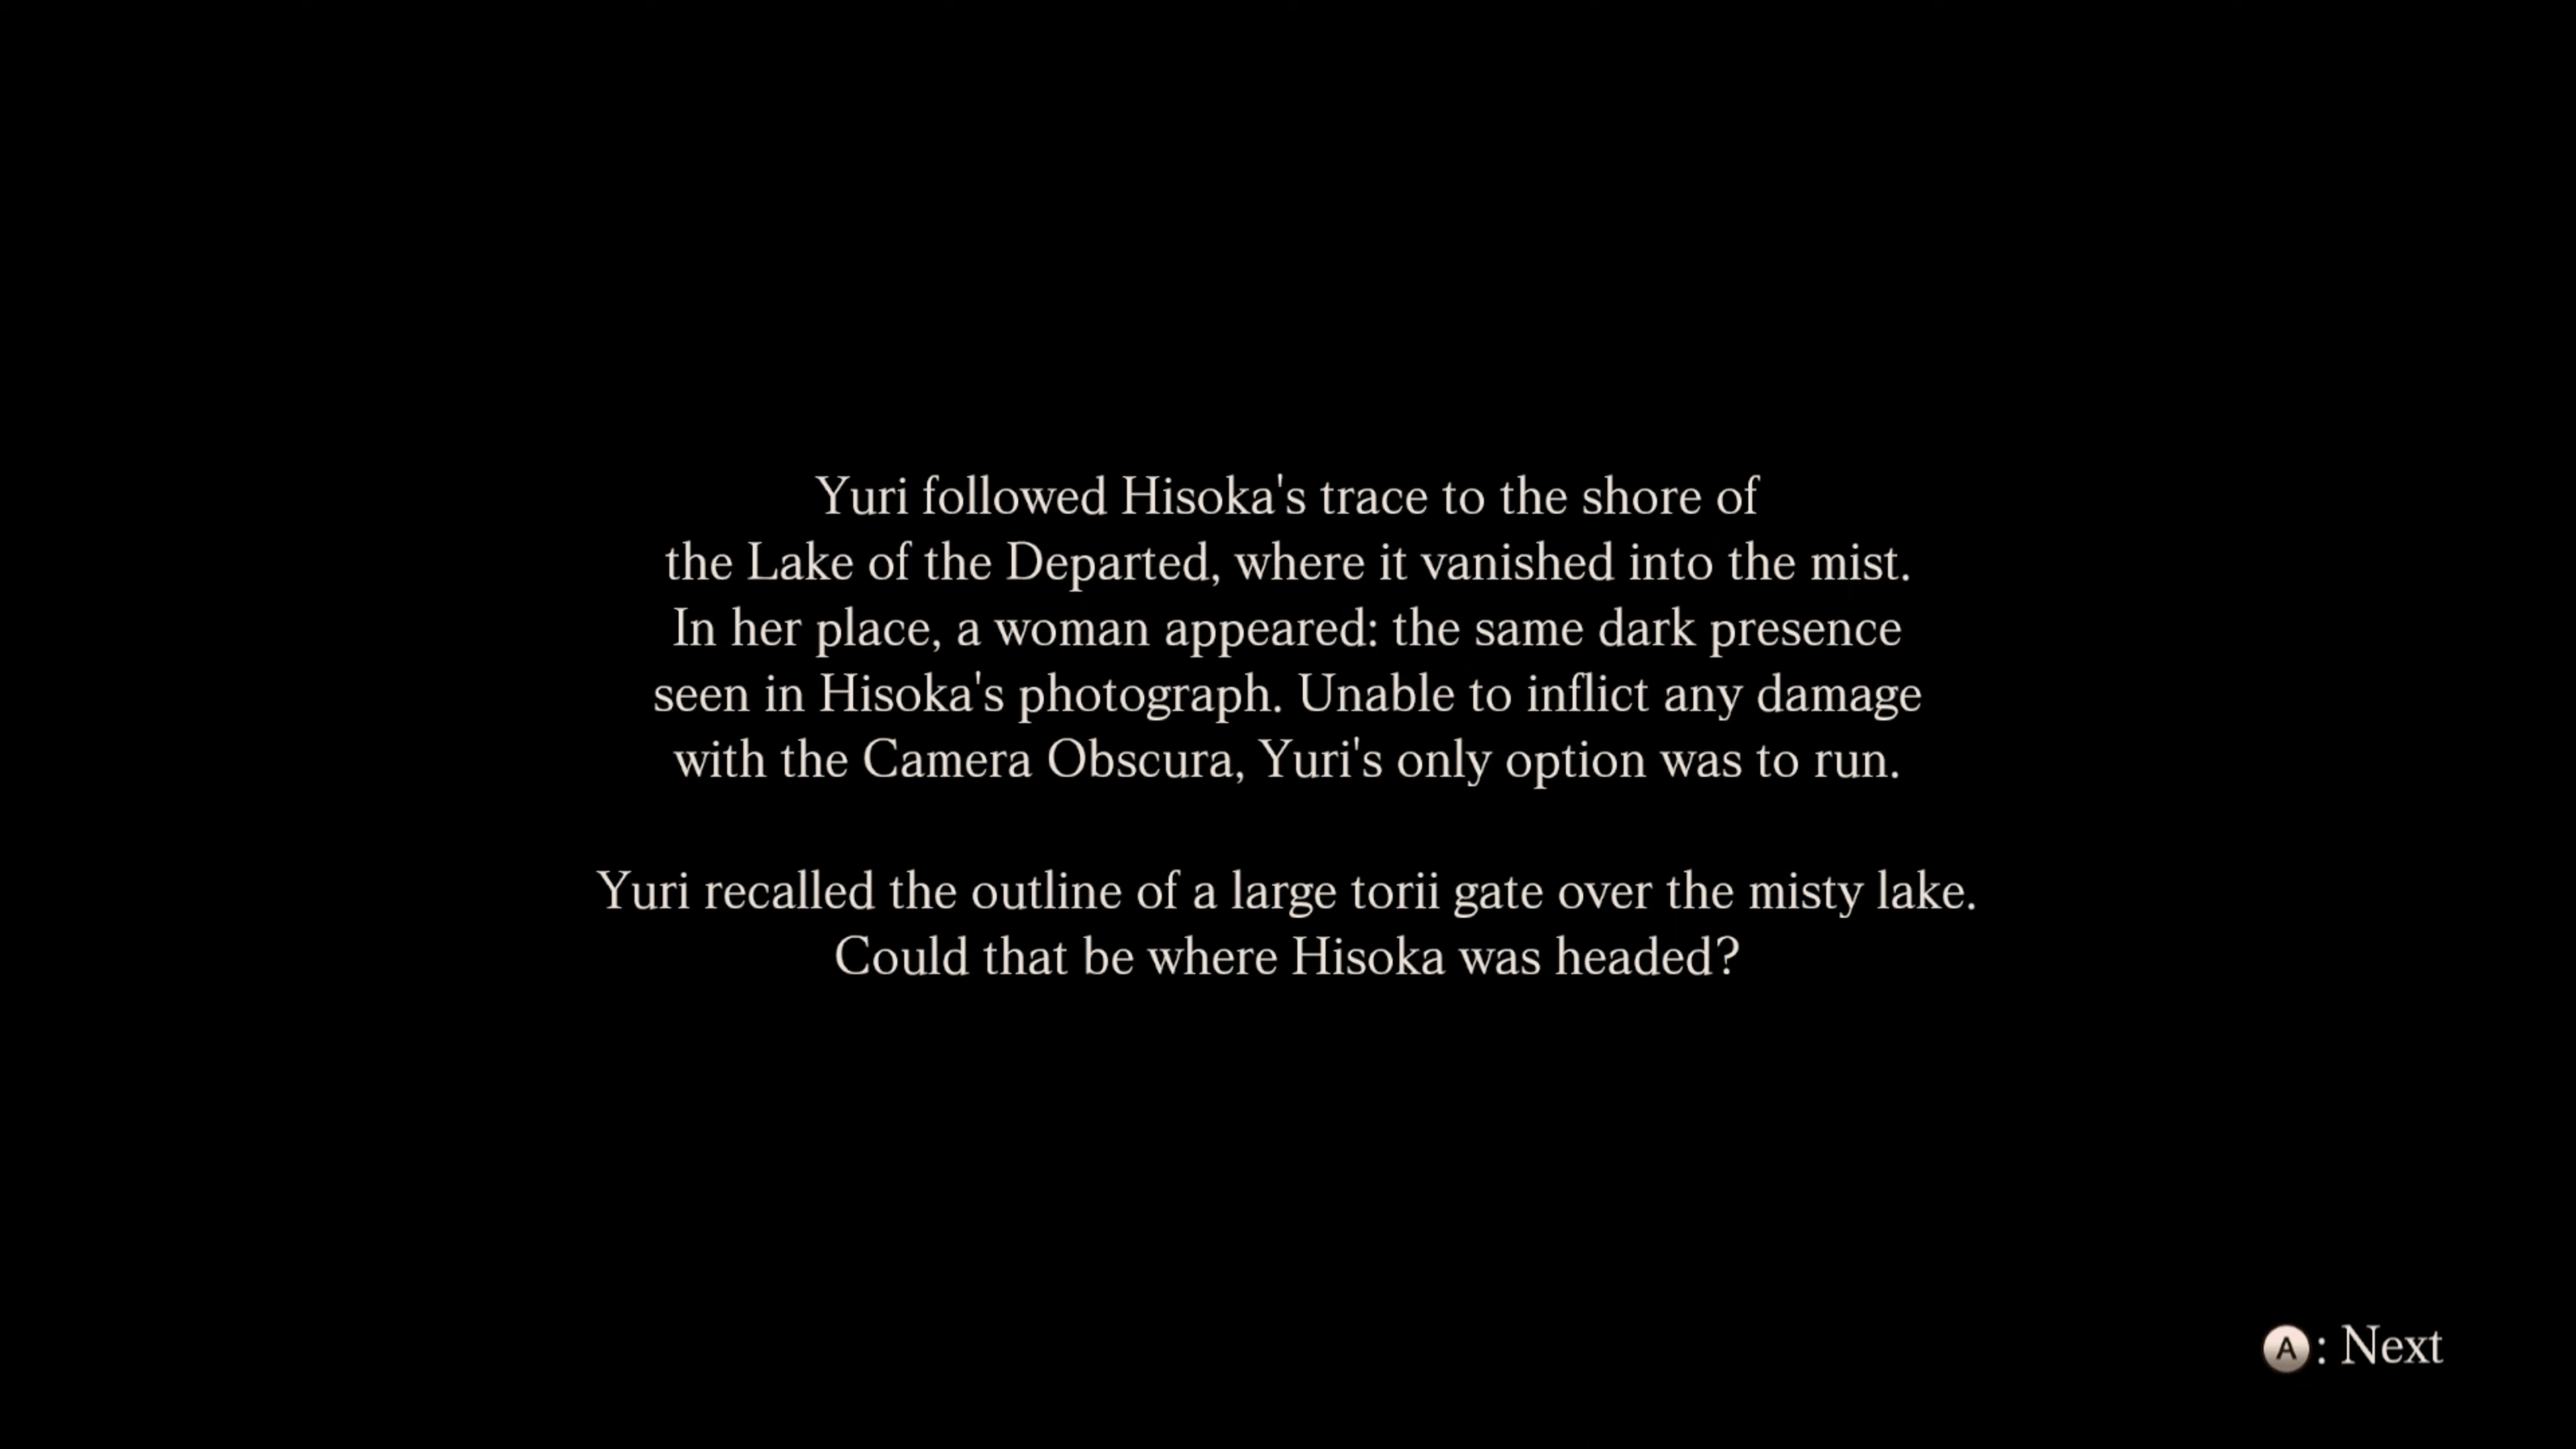 Yuri followed Hisoka's trace to the shore of
the Lake of the Departed, where it vanished into the mist.
In her place, a woman appeared: the same dark presence
seen in Hisoka's photograph. Unable to inflict any damage
with the Camera Obscura, Yuri's only option was to run.
Yuri recalled the outline of a large torii gate over the misty lake.
Could that be where Hisoka was headed?
A: Next